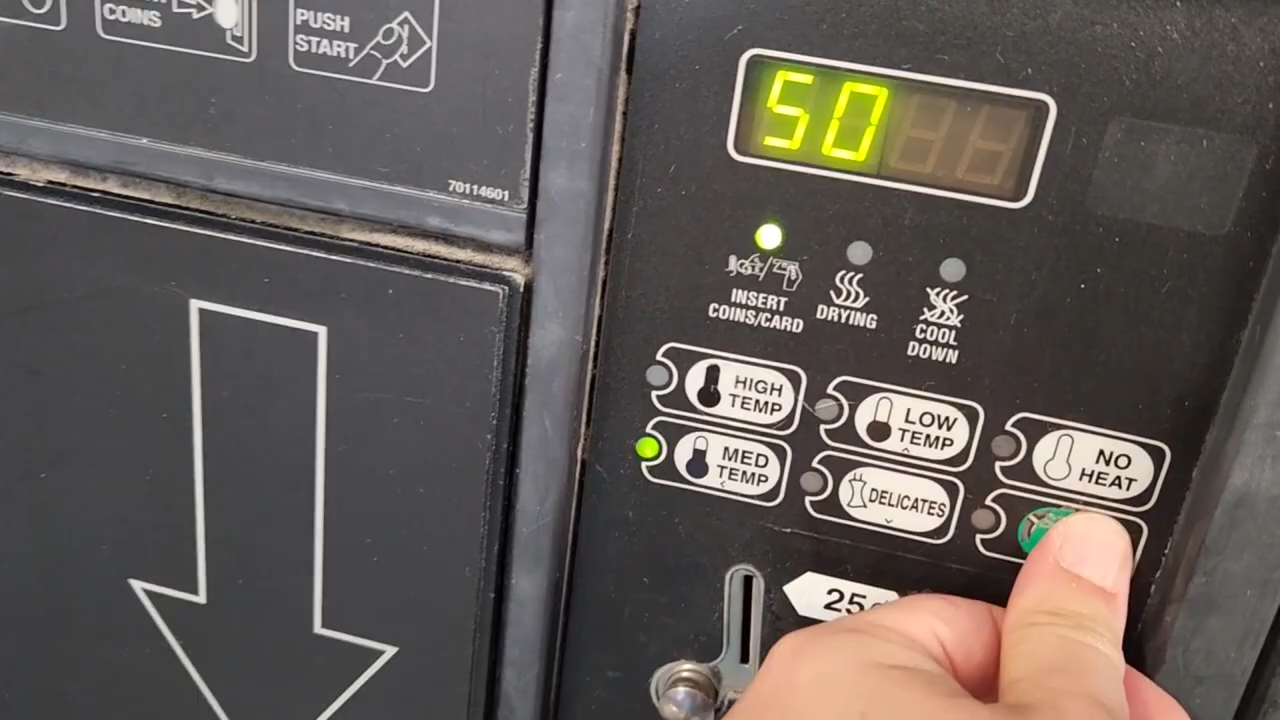 COINS
PUSH
START
70114601
50
INSERT
COINS/CARD
DRYING
COOL
DOWN
HIGH
TEMP
LOW
TEMP
NO
HEAT
MED
TEMP
DELICATES
25